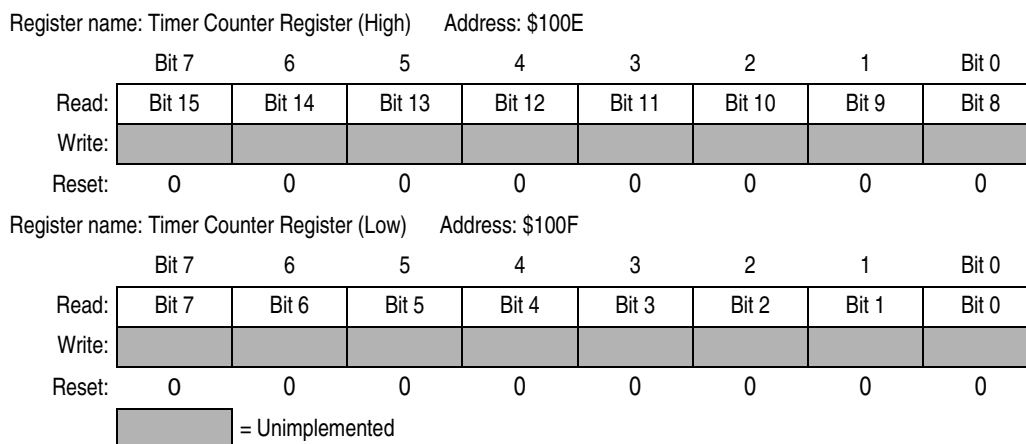 Register name: Timer Counter Register (High) Address: $100E
Bit 7 6 5 4 3 2 1 Bit 0
Read: Bit 15 Bit 14 Bit 13 Bit 12 Bit 11 Bit 10 Bit 9 Bit 8
Write:
Reset: 0 0 0 0 0 0 0 0
Register name: Timer Counter Register (Low) Address: $100F
Bit 7 6 5 4 3 2 1 Bit 0
Read: Bit 7 Bit 6 Bit 5 Bit 4 Bit 3 Bit 2 Bit 1 Bit 0
Write:
Reset: 0 0 0 0 0 0 0 0
= Unimplemented